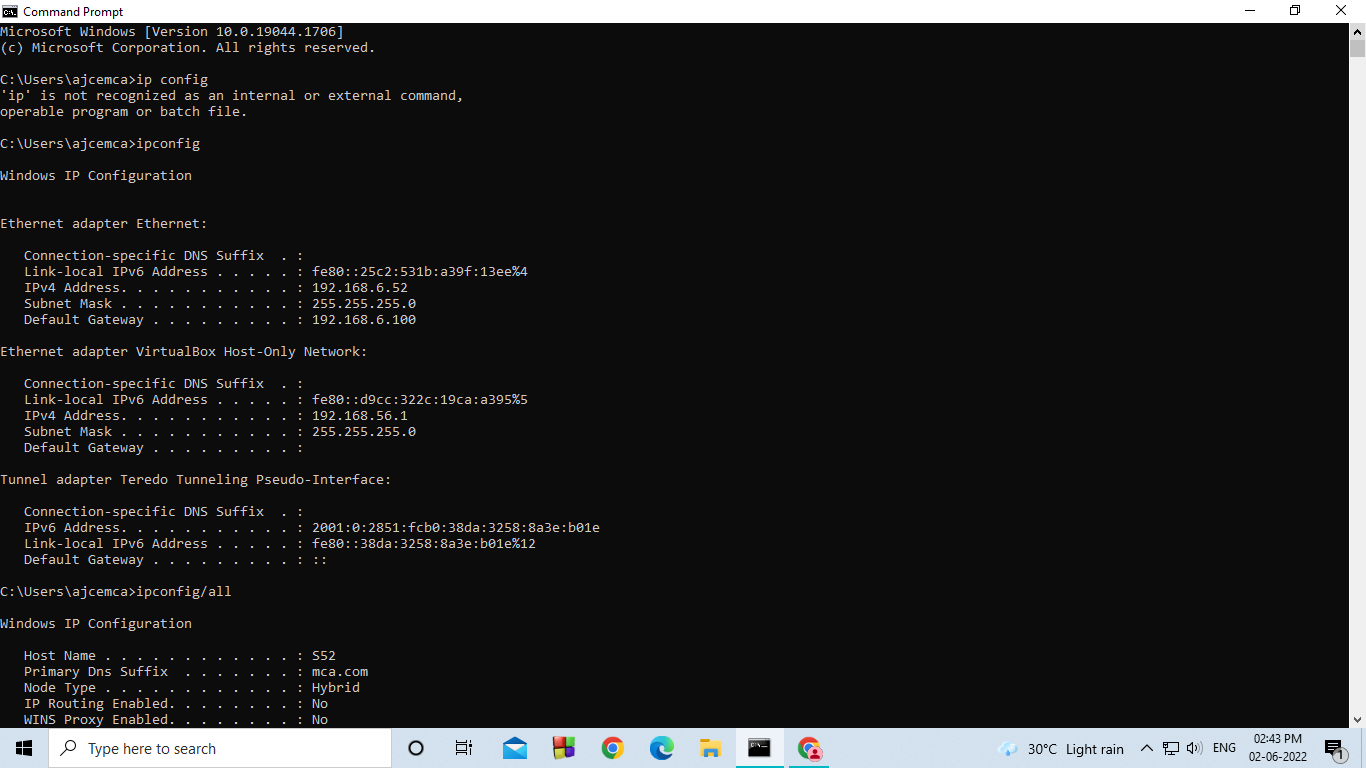 Command Prompt
Microsoft Windows [Version 10.0.19044.1706]
(c) Microsoft Corporation. All rights reserved.
C:\Users\ajcemca>ip config
'ip' is not recognized as an internal or external command,
operable program or batch file.
C:\Users\ajcemca>ipconfig
Windows IP Configuration
Ethernet adapter Ethernet:
   Connection-specific DNS Suffix  . :
   Link-local IPv6 Address . . . . . : fe80::25c2:531b:a39f:13ee%4
   IPv4 Address. . . . . . . . . . . : 192.168.6.52
   Subnet Mask . . . . . . . . . . . : 255.255.255.0
   Default Gateway . . . . . . . . . : 192.168.6.100
Ethernet adapter VirtualBox Host-Only Network:
   Connection-specific DNS Suffix  . :
   Link-local IPv6 Address . . . . . : fe80::d9cc:322c:19ca:a395%5
   IPv4 Address. . . . . . . . . . . : 192.168.56.1
   Subnet Mask . . . . . . . . . . . : 255.255.255.0
   Default Gateway . . . . . . . . . :
Tunnel adapter Teredo Tunneling Pseudo-Interface:
   Connection-specific DNS Suffix  . :
   IPv6 Address. . . . . . . . . . . : 2001:0:2851:fcb0:38da:3258:8a3e:b01e
   Link-local IPv6 Address . . . . . : fe80::38da:3258:8a3e:b01e%12
   Default Gateway . . . . . . . . . : ::
C:\Users\ajcemca>ipconfig/all
Windows IP Configuration
   Host Name . . . . . . . . . . . . : S52
   Primary Dns Suffix  . . . . . . . : mca.com
   Node Type . . . . . . . . . . . . : Hybrid
   IP Routing Enabled. . . . . . . . : No
   WINS Proxy Enabled. . . . . . . . : No
Type here to search
30°C Light rain
ENG
02:43 PM
02-06-2022
1